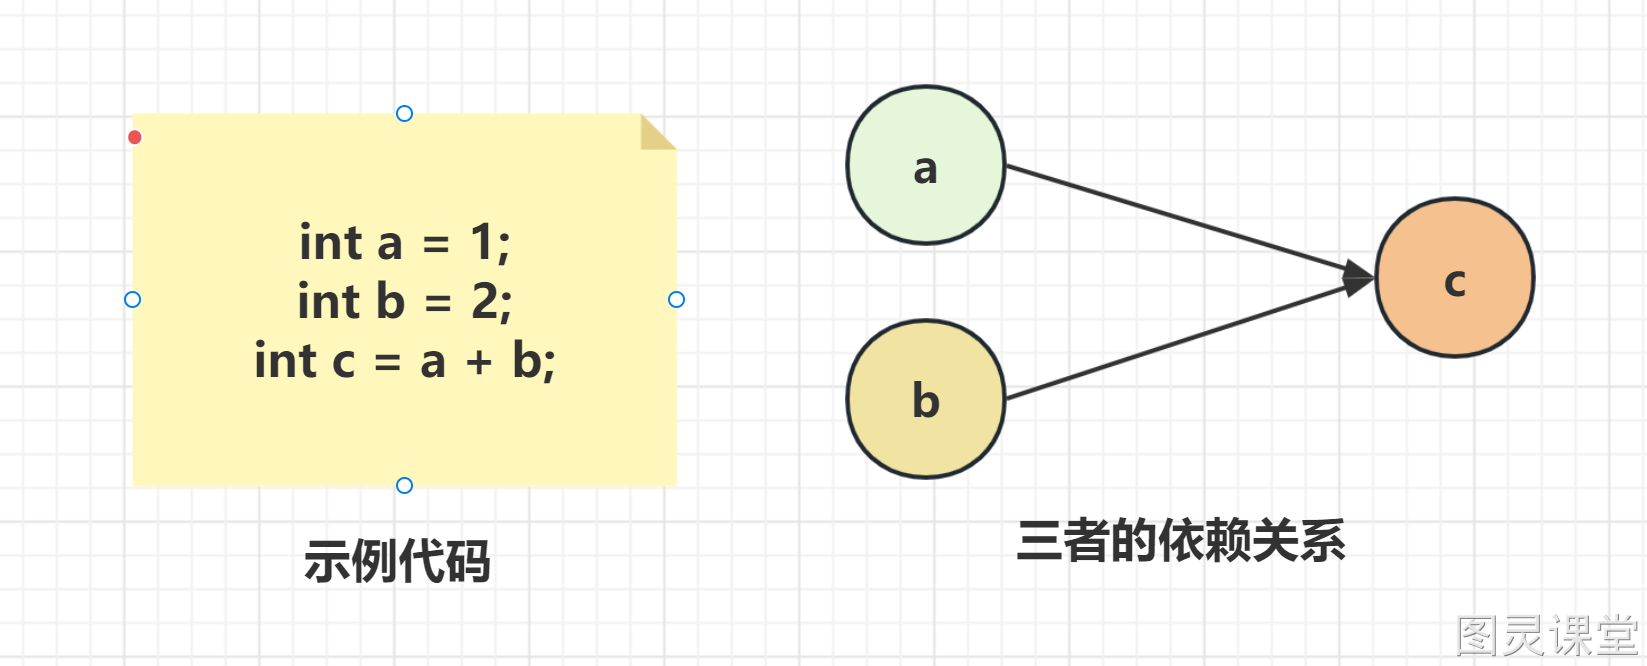 int a = 1;
int b = 2;
int c = a + b;
示例代码
a
b
c
三者的依赖关系
图灵课堂